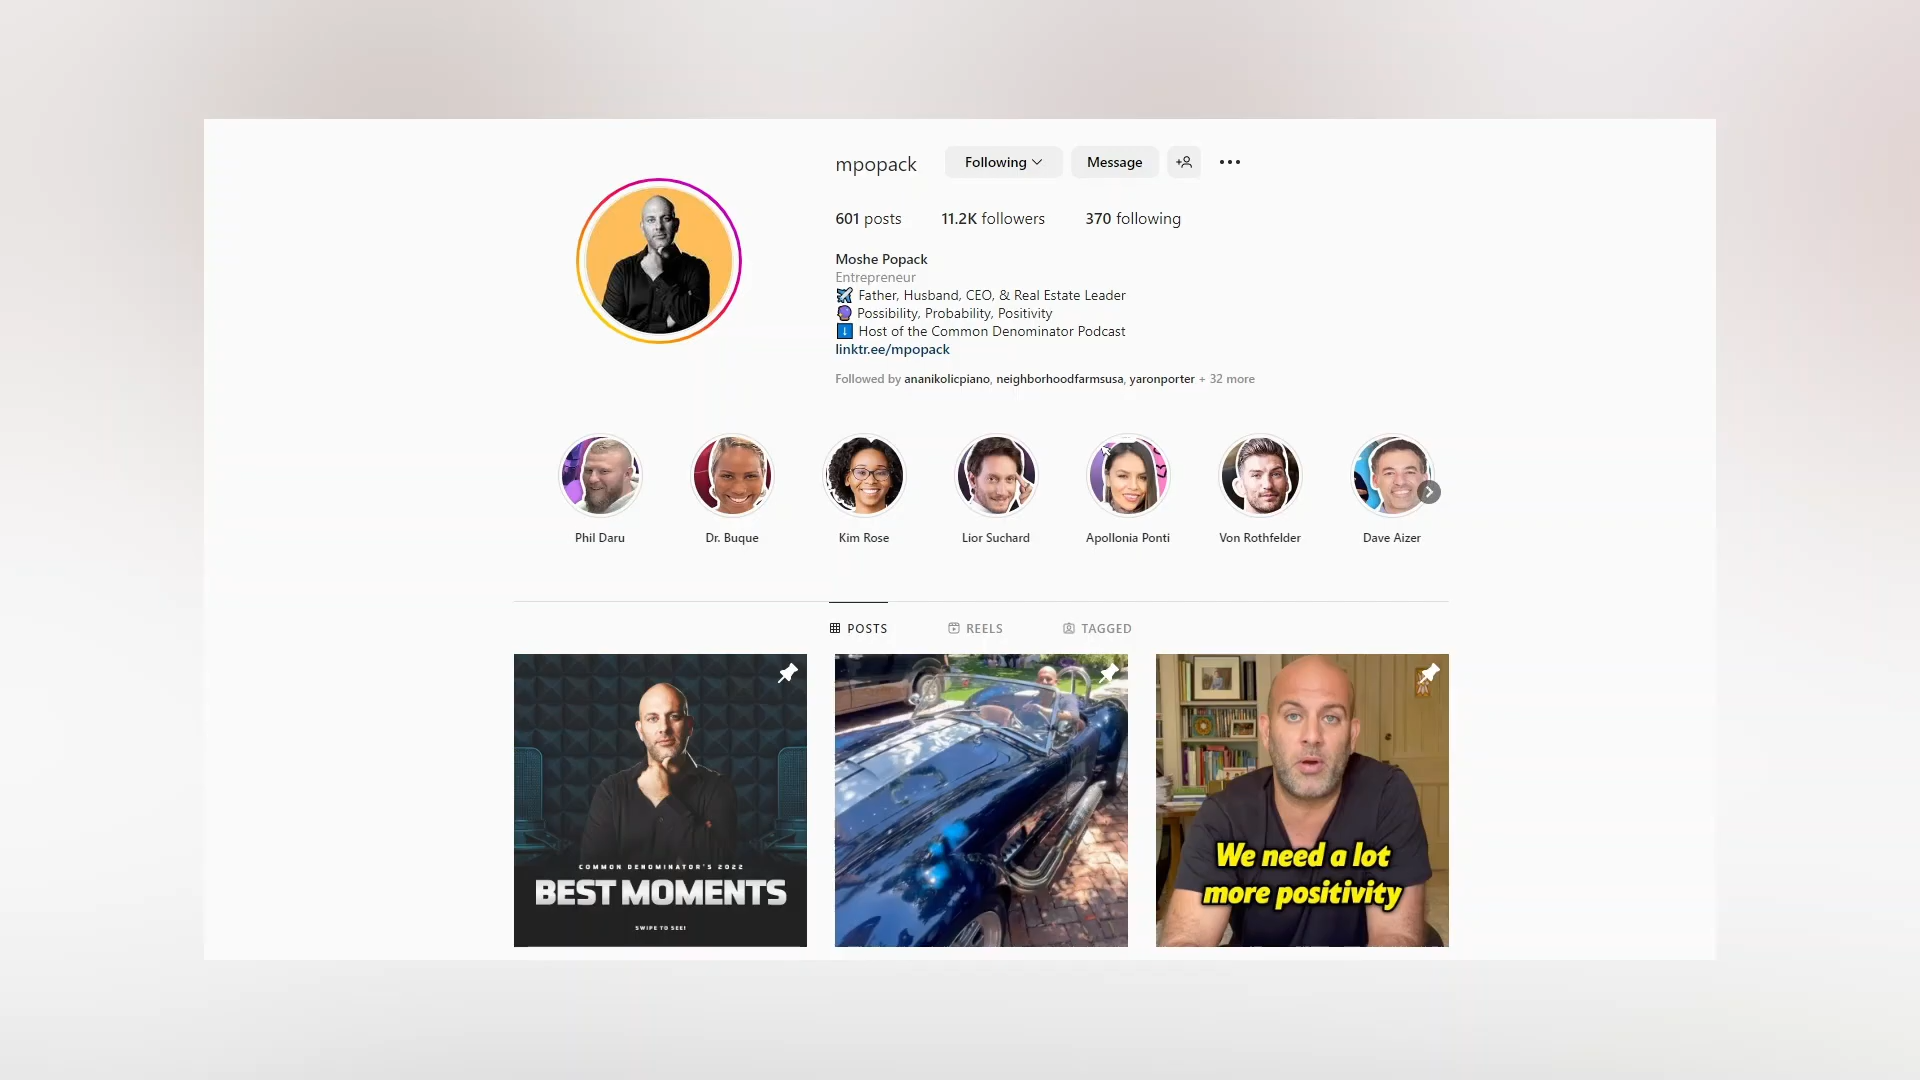 mpopack
Following
Message
601 posts
11.2K followers
370 following
Moshe Popack
Entrepreneur
Father, Husband, CEO, & Real Estate Leader
Possibility, Probability, Positivity
Host of the Common Denominator Podcast
linktr.ee/mpopack
Followed by ananikolicpiano, neighborhoodfarmsusa, yaronporter + 32 more
Phil Daru
Dr. Buque
Kim Rose
Lior Suchard
Apollonia Ponti
Von Rothfelder
Dave Aizer
POSTS
REELS
TAGGED
COMMON DENOMINATOR'S 2022
BEST MOMENTS
SWIPE TO SEE!
We need a lot
more positivity